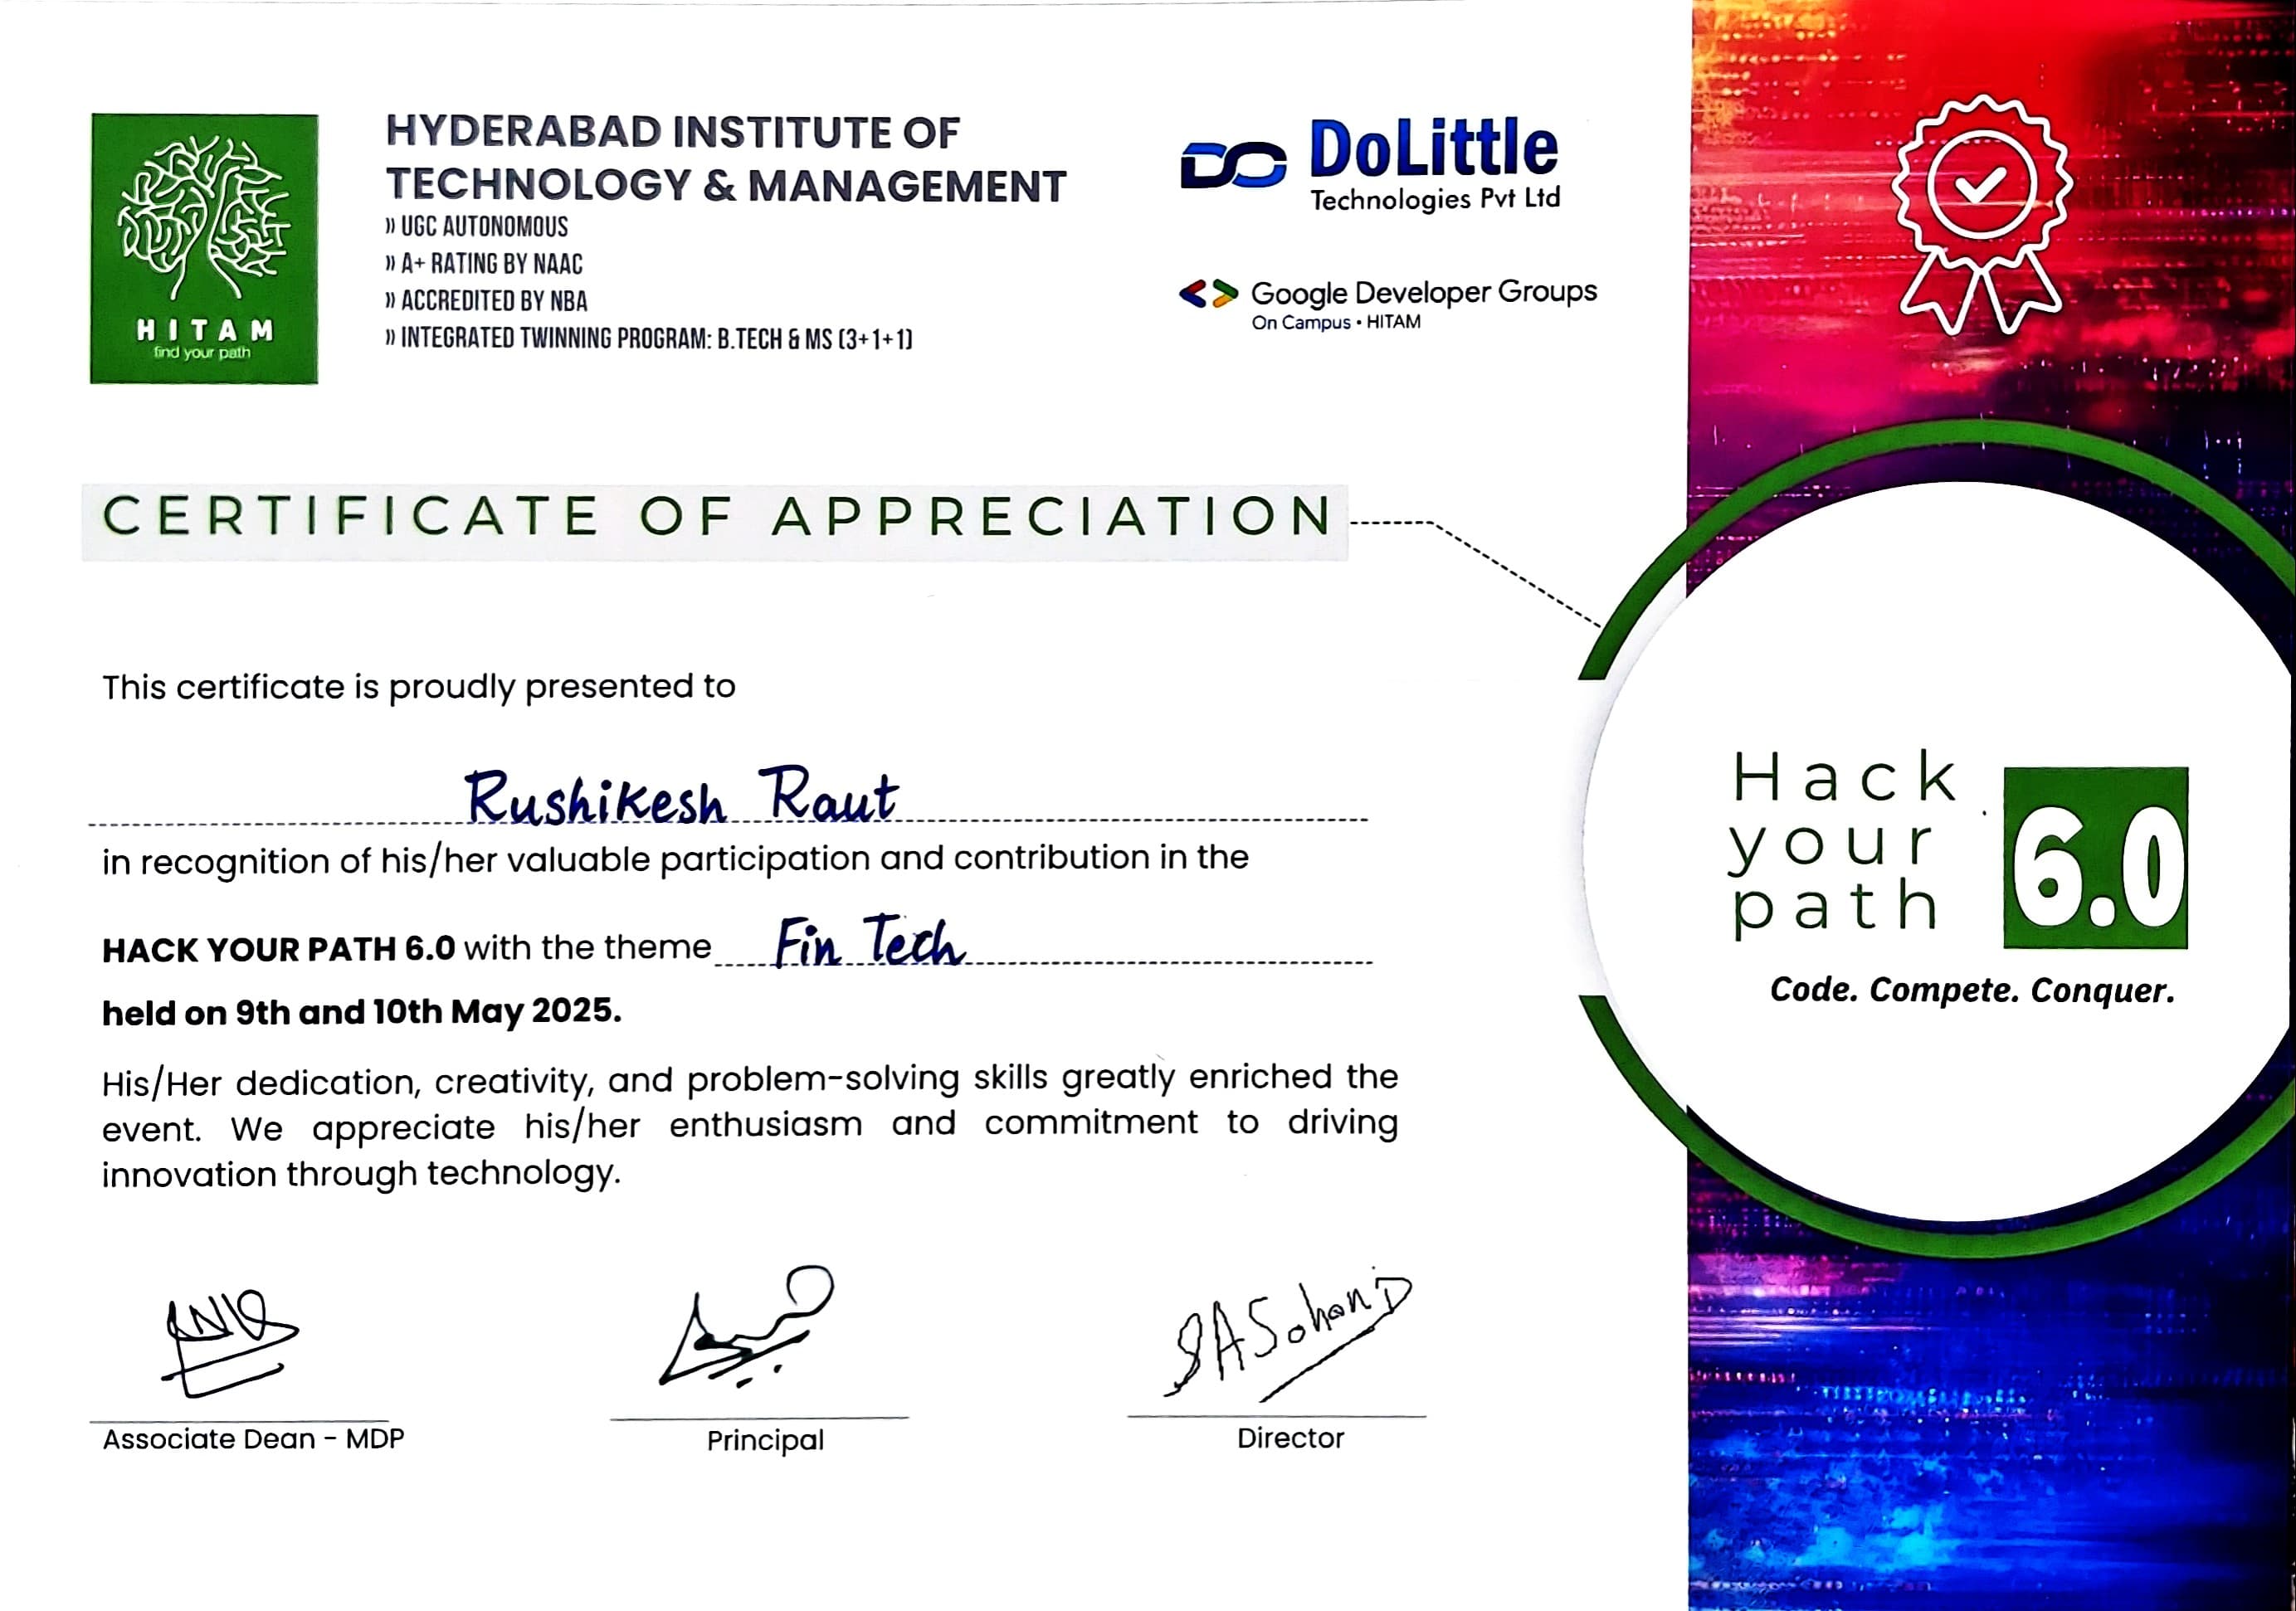 HITAM
find your path
HYDERABAD INSTITUTE OF
TECHNOLOGY & MANAGEMENT
» UGC AUTONOMOUS
» A+ RATING BY NAAC
» ACCREDITED BY NBA
» INTEGRATED TWINNING PROGRAM: B.TECH & MS (3+1+1)
DC DoLittle
Technologies Pvt Ltd
Google Developer Groups
On Campus • HITAM
CERTIFICATE OF APPRECIATION
This certificate is proudly presented to
Rushikesh Raut
in recognition of his/her valuable participation and contribution in the
HACK YOUR PATH 6.0 with the theme Fin Tech
held on 9th and 10th May 2025.
His/Her dedication, creativity, and problem-solving skills greatly enriched the
event. We appreciate his/her enthusiasm and commitment to driving
innovation through technology.
Hack
your
path
6.0
Code. Compete. Conquer.
Associate Dean - MDP
Principal
Director